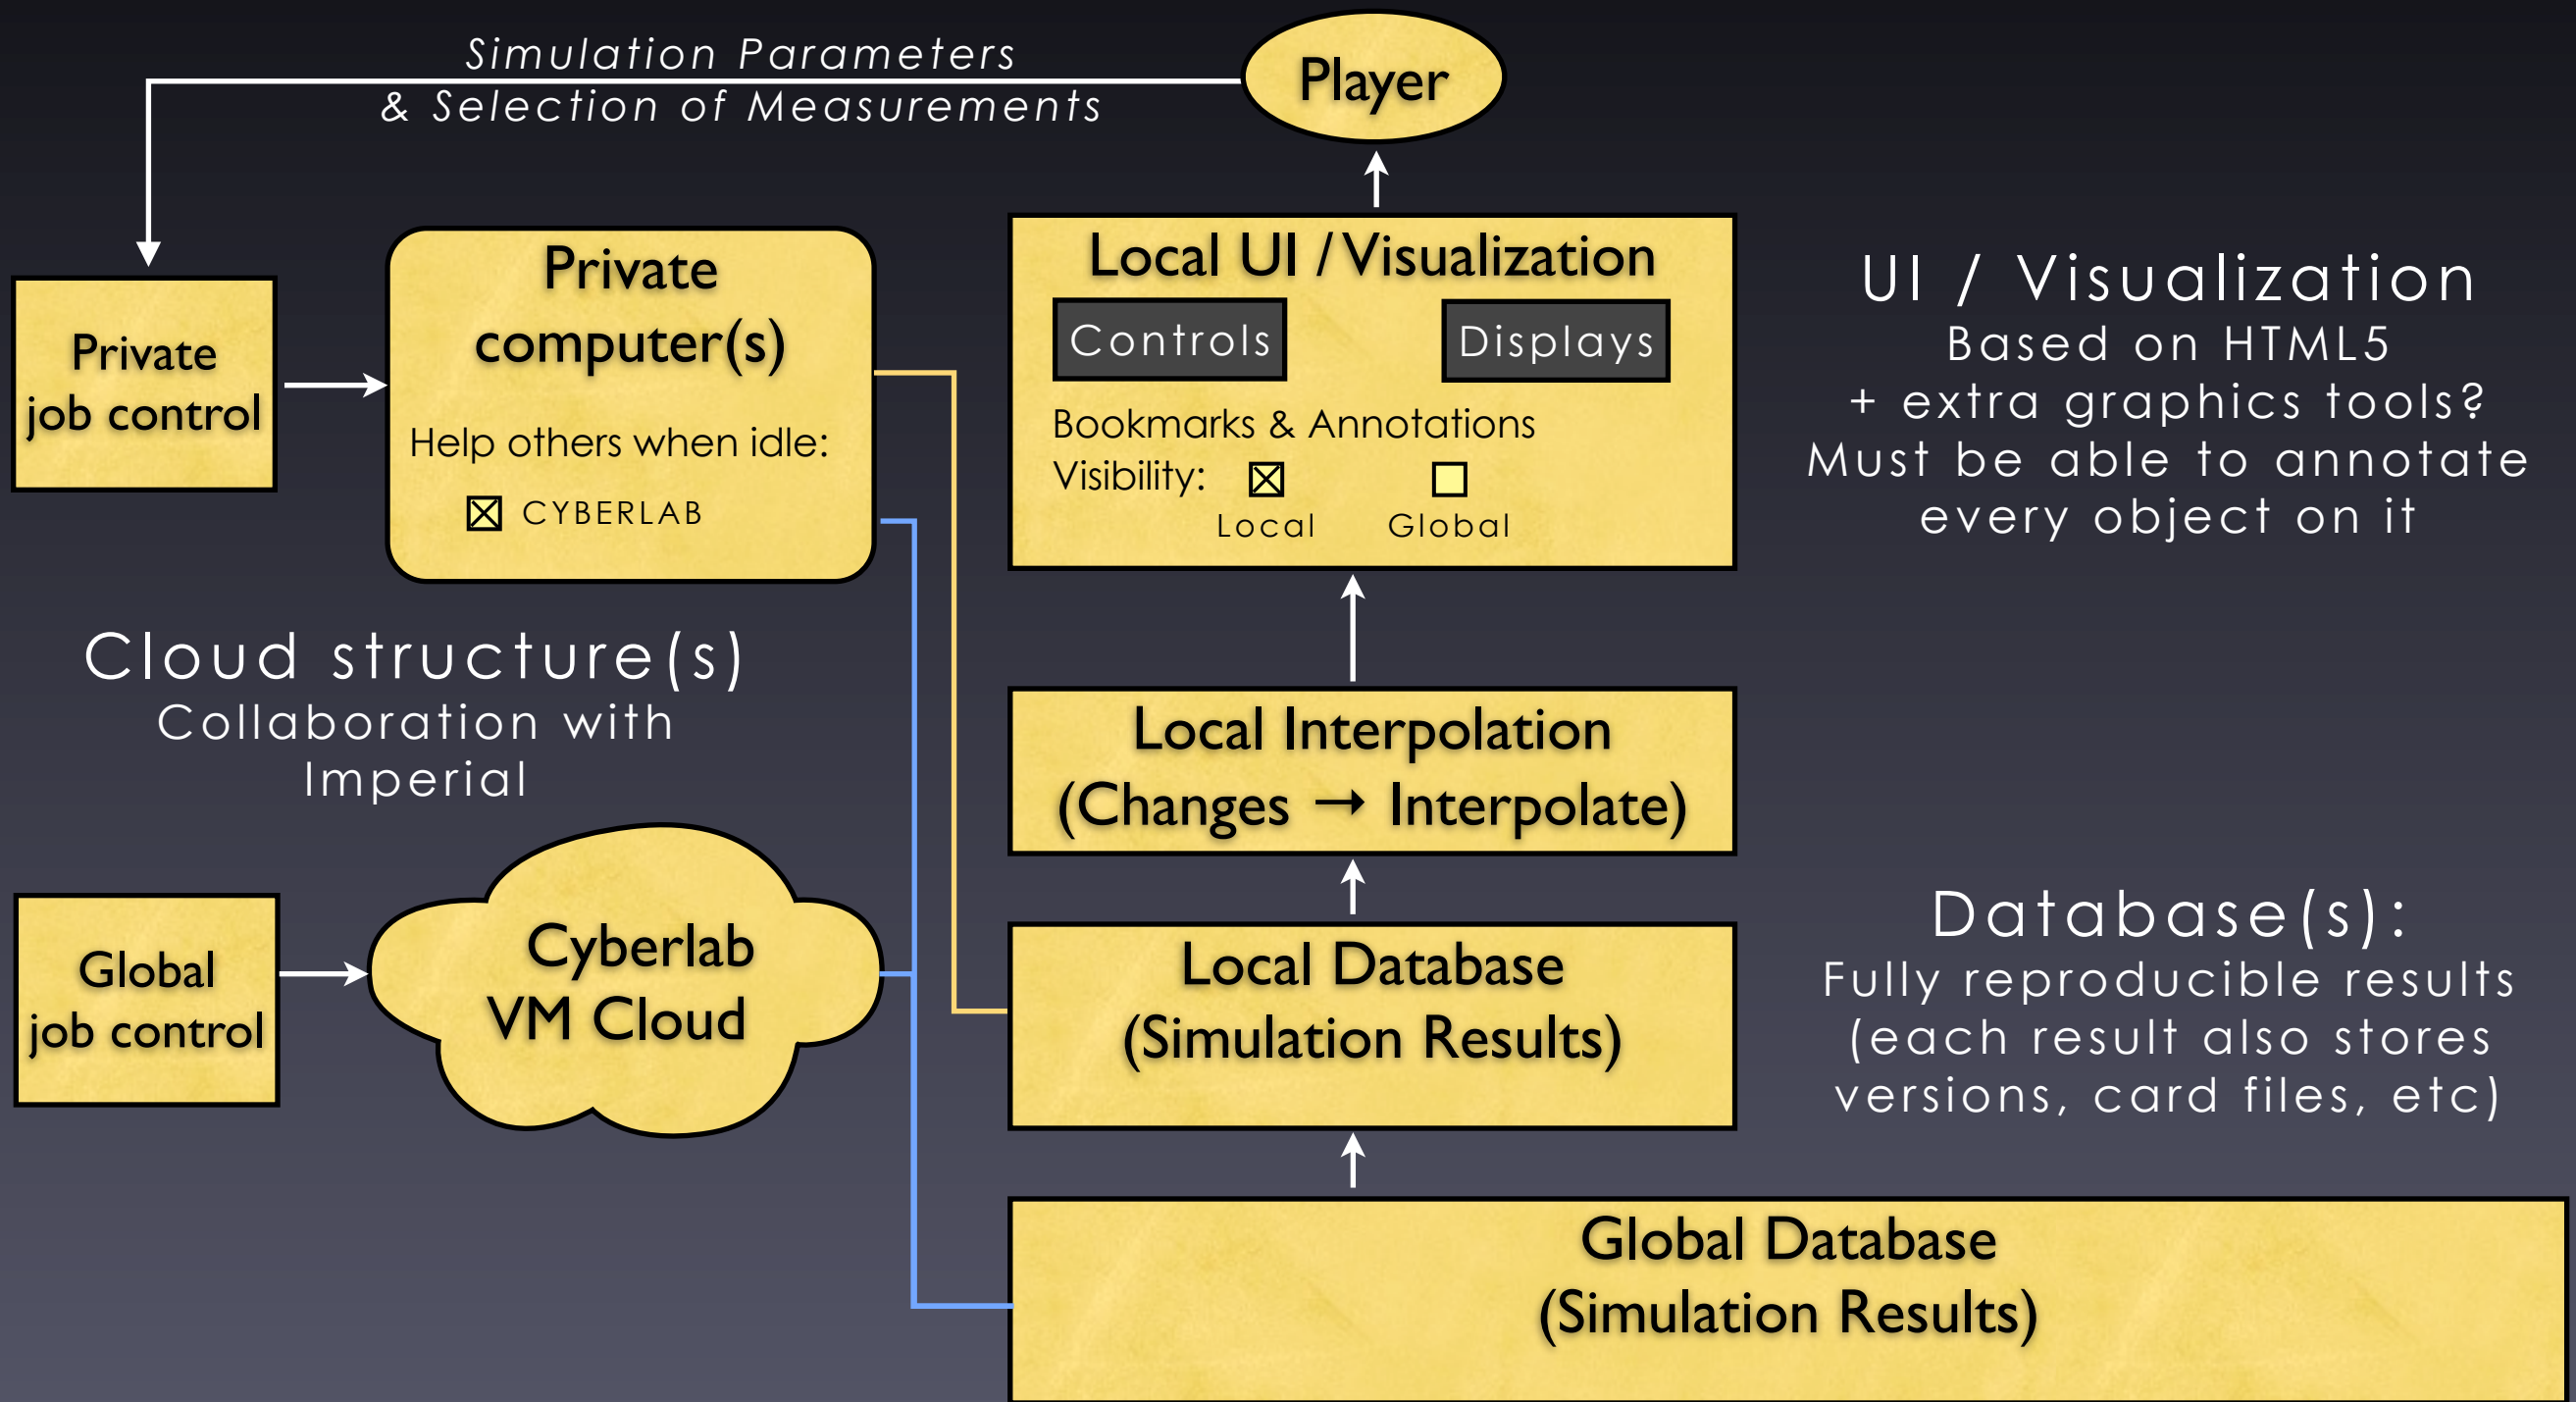 Simulation Parameters
& Selection of Measurements
Player
Private
job control
Private
computer(s)
Help others when idle:
CYBERLAB
Local UI / Visualization
Controls
Displays
Bookmarks & Annotations
Visibility:
Local
Global
UI / Visualization
Based on HTML5
+ extra graphics tools?
Must be able to annotate
every object on it
Cloud structure(s)
Collaboration with
Imperial
Local Interpolation
(Changes → Interpolate)
Global
job control
Cyberlab
VM Cloud
Local Database
(Simulation Results)
Database(s):
Fully reproducible results
(each result also stores
versions, card files, etc)
Global Database
(Simulation Results)